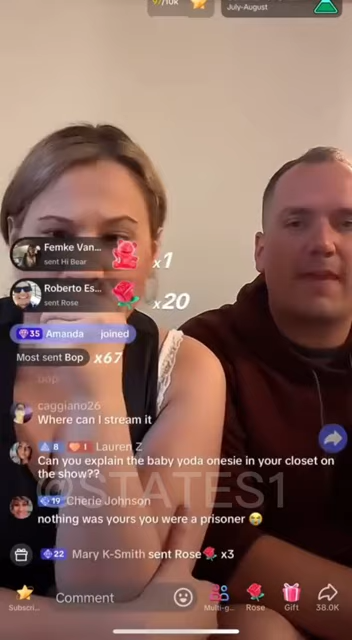 /10k
July-August
Femke Van...
sent Hi Bear
x1
Roberto Es...
sent Rose
x20
35 Amanda joined
Most sent Bop x67
caggiano26
Where can I stream it
8 1 Lauren Z
Can you explain the baby yoda onesie in your closet on
the show??
STATES1
19 Cherie Johnson
nothing was yours you were a prisoner 😭
22 Mary K-Smith sent Rose 🌹 x3
Subscri...
Comment
Multi-g...
Rose
Gift
38.0K